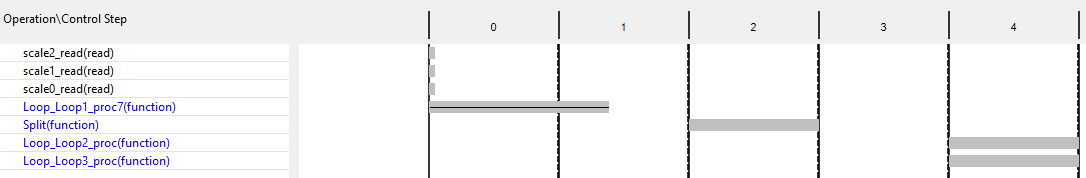 Operation\Control Step 0 1 2 3 4
scale2_read(read)
scale1_read(read)
scale0_read(read)
Loop_Loop1_proc7(function)
Split(function)
Loop_Loop2_proc(function)
Loop_Loop3_proc(function)